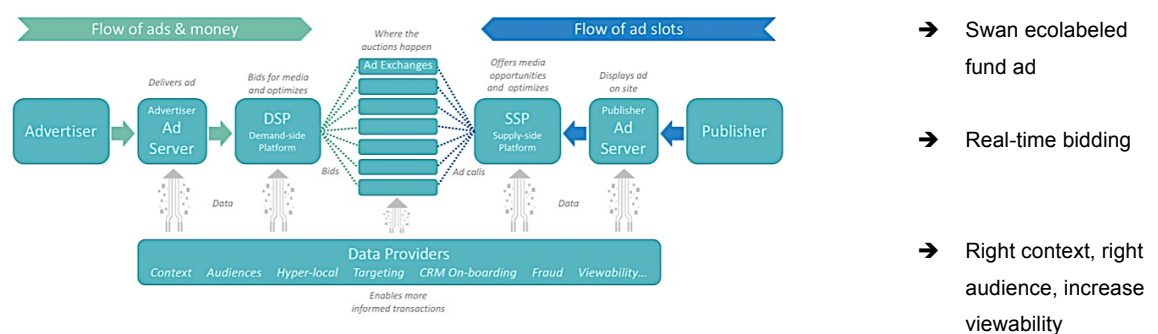 Flow of ads & money
Where the
auctions happen
Flow of ad slots
Delivers ad
Bids for media
and optimizes
Ad Exchanges
Offers media
opportunities
and optimizes
Displays ad
on site
Advertiser
Advertiser
Ad
Server
DSP
Demand-side
Platform
SSP
Supply-side
Platform
Publisher
Ad
Server
Publisher
Bids
Ad calls
Data
Data
Data Providers
Context Audiences Hyper-local Targeting CRM On-boarding Fraud Viewability...
Enables more
informed transactions
➔ Swan ecolabeled
fund ad
➔ Real-time bidding
➔ Right context, right
audience, increase
viewability